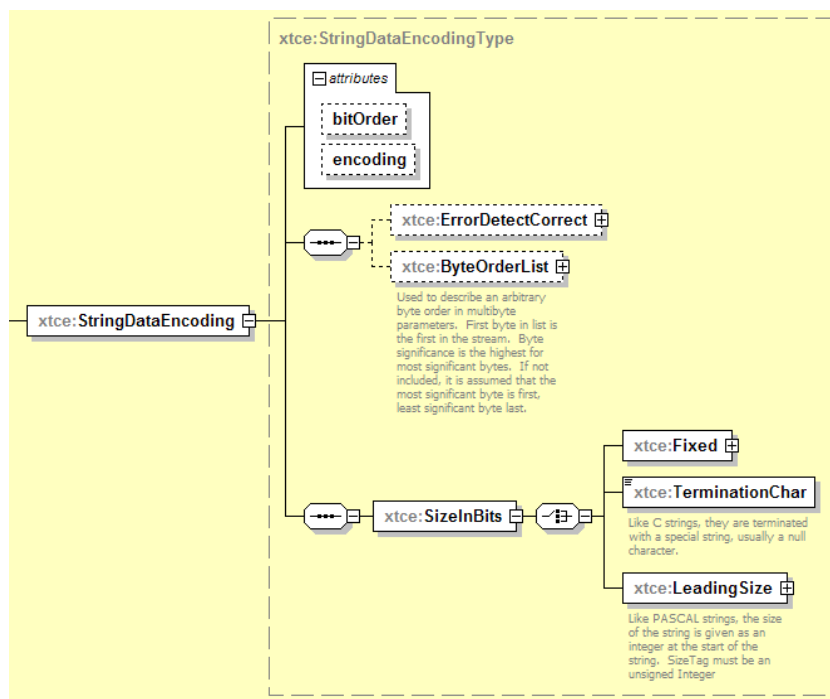 xtce:StringDataEncodingType
attributes
bitOrder
encoding
xtce:ErrorDetectCorrect
xtce:ByteOrderList
Used to describe an arbitrary
byte order in multibyte
parameters. First byte in list is
the first in the stream. Byte
significance is the highest for
most significant bytes. If not
included, it is assumed that the
most significant byte is first,
least significant byte last.
xtce:StringDataEncoding
xtce:Fixed
xtce:TerminationChar
Like C strings, they are terminated
with a special string, usually a null
character.
xtce:SizeInBits
xtce:LeadingSize
Like PASCAL strings, the size
of the string is given as an
integer at the start of the
string. SizeTag must be an
unsigned Integer